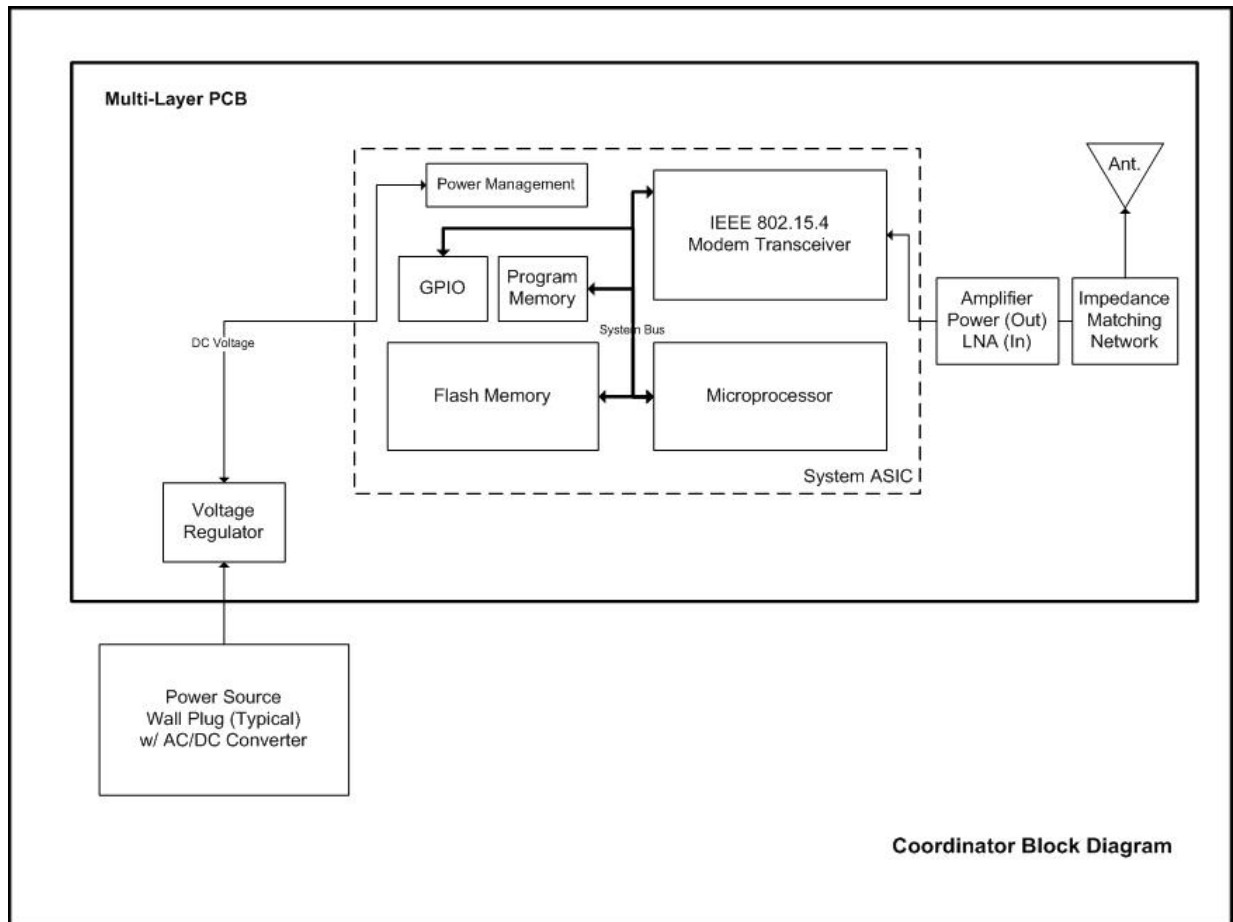 Multi-Layer PCB
Power Management
IEEE 802.15.4
Modem Transceiver
Ant.
GPIO
Program
Memory
Amplifier
Power (Out)
LNA (In)
Impedance
Matching
Network
System Bus
DC Voltage
Flash Memory
Microprocessor
System ASIC
Voltage
Regulator
Power Source
Wall Plug (Typical)
w/ AC/DC Converter
Coordinator Block Diagram